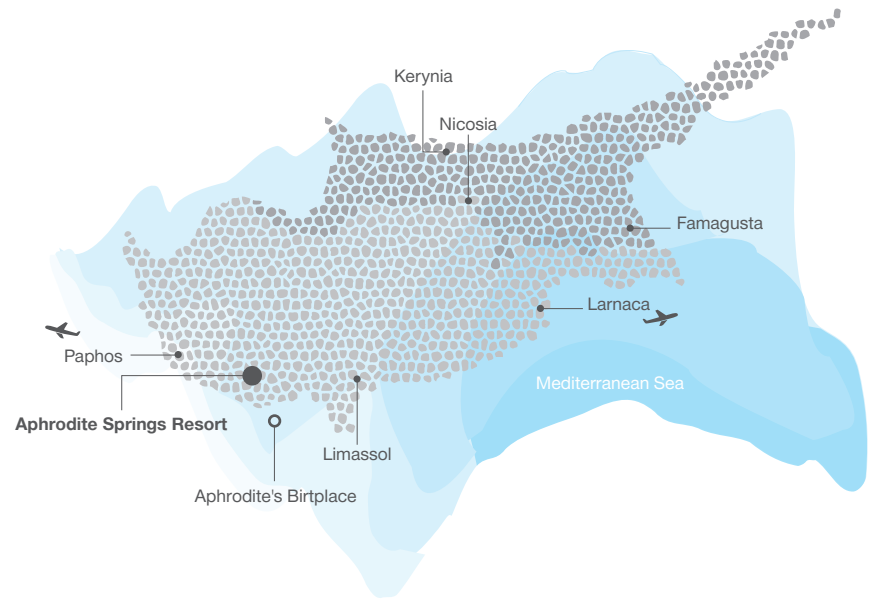 Kerynia
Nicosia
Famagusta
Larnaca
Paphos
Mediterranean Sea
Aphrodite Springs Resort
Limassol
Aphrodite's Birtplace